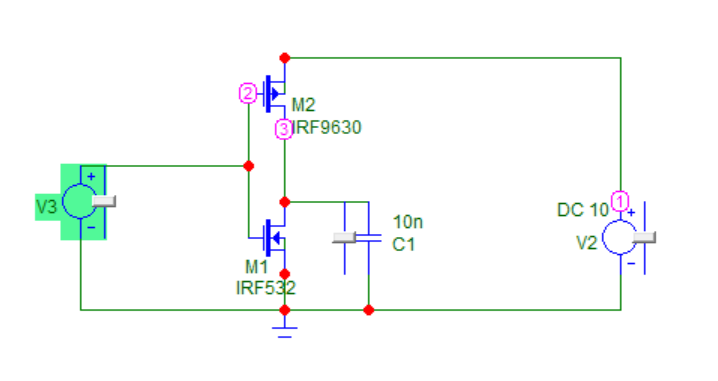 2
M2
3
IRF9630
+
V3
-
DC 10
1
+
V2
-
10n
C1
M1
IRF532